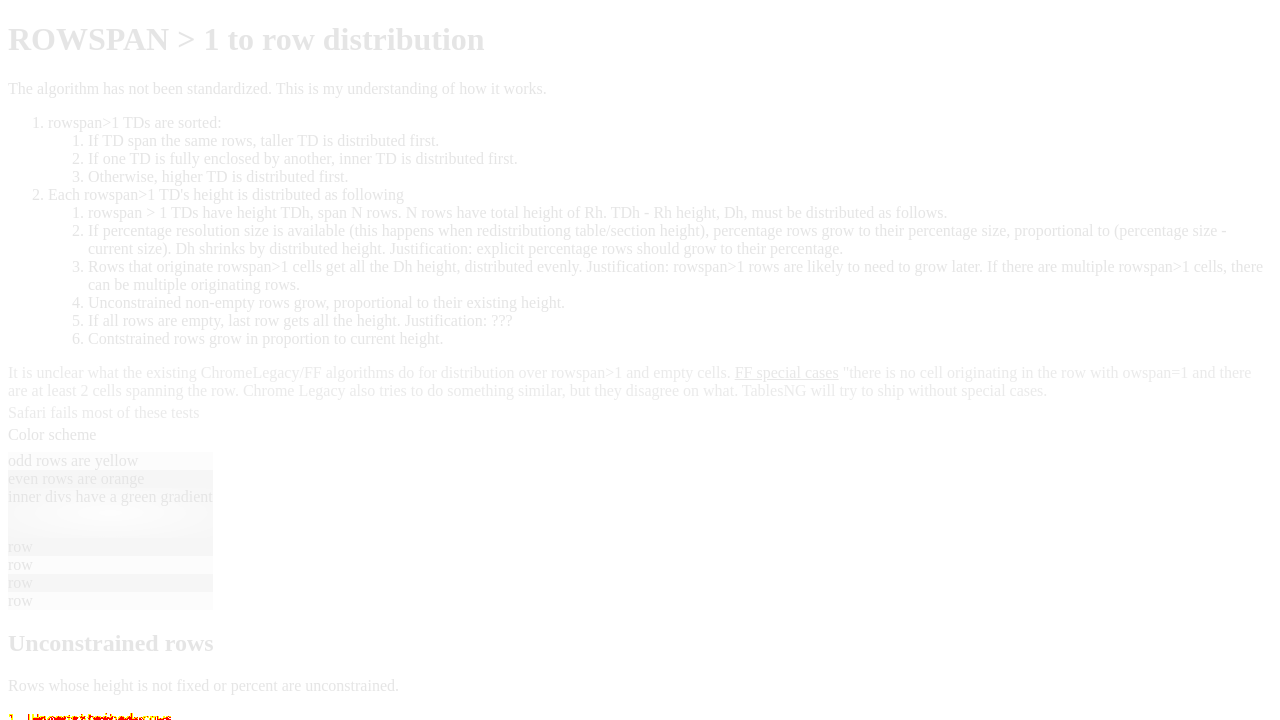 ROWSPAN > 1 to row distribution
The algorithm has not been standardized. This is my understanding of how it works.
1. rowspan>1 TDs are sorted:
1. If TD span the same rows, taller TD is distributed first.
2. If one TD is fully enclosed by another, inner TD is distributed first.
3. Otherwise, higher TD is distributed first.
2. Each rowspan>1 TD's height is distributed as following
1. rowspan > 1 TDs have height TDh, span N rows. N rows have total height of Rh. TDh - Rh height, Dh, must be distributed as follows.
2. If percentage resolution size is available (this happens when redistributiong table/section height), percentage rows grow to their percentage size, proportional to (percentage size -
current size). Dh shrinks by distributed height. Justification: explicit percentage rows should grow to their percentage.
3. Rows that originate rowspan>1 cells get all the Dh height, distributed evenly. Justification: rowspan>1 rows are likely to need to grow later. If there are multiple rowspan>1 cells, there
can be multiple originating rows.
4. Unconstrained non-empty rows grow, proportional to their existing height.
5. If all rows are empty, last row gets all the height. Justification: ???
6. Contstrained rows grow in proportion to current height.
It is unclear what the existing ChromeLegacy/FF algorithms do for distribution over rowspan>1 and empty cells. FF special cases "there is no cell originating in the row with owspan=1 and there
are at least 2 cells spanning the row. Chrome Legacy also tries to do something similar, but they disagree on what. TablesNG will try to ship without special cases.
Safari fails most of these tests
Color scheme
odd rows are yellow
even rows are orange
inner divs have a green gradient
row
row
row
row
Unconstrained rows
Rows whose height is not fixed or percent are unconstrained.